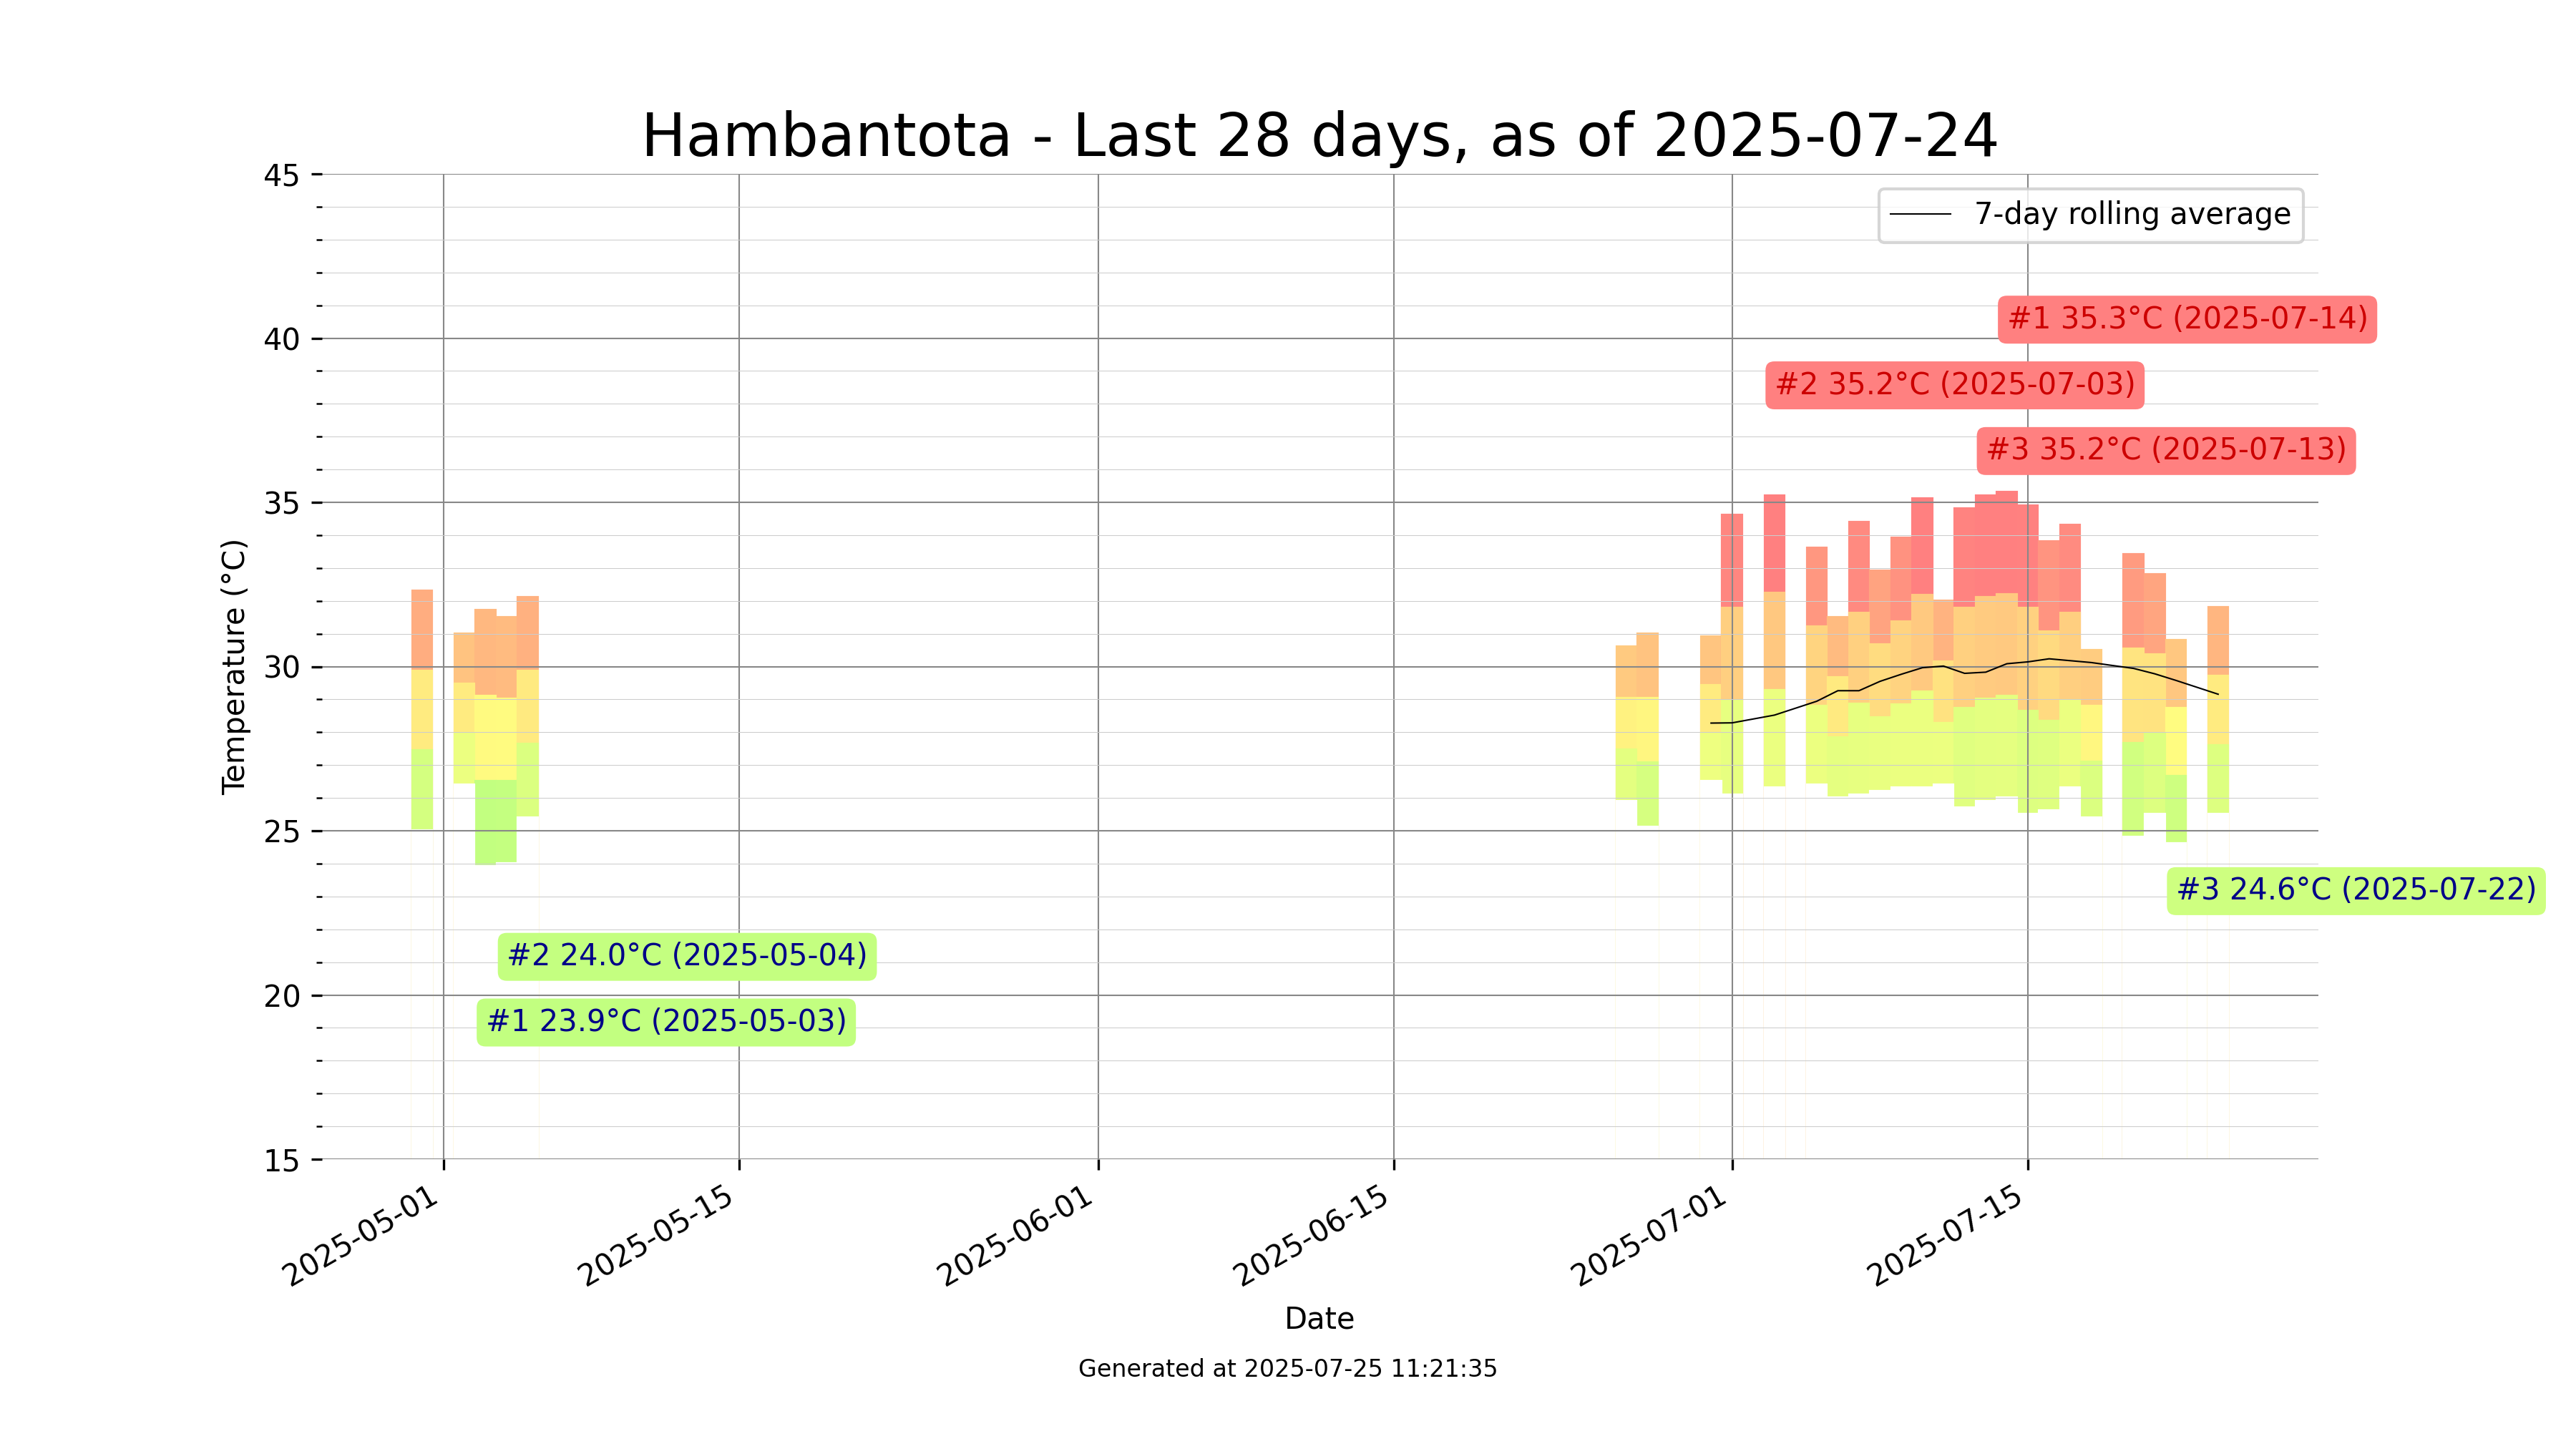 Hambantota - Last 28 days, as of 2025-07-24
45
7-day rolling average
#1 35.3°C (2025-07-14)
40
#2 35.2°C (2025-07-03)
#3 35.2°C (2025-07-13)
35
Temperature (°C)
30
25
#3 24.6°C (2025-07-22)
#2 24.0°C (2025-05-04)
20
#1 23.9°C (2025-05-03)
15
2025-05-01
2025-05-15
2025-06-01
2025-06-15
2025-07-01
2025-07-15
Date
Generated at 2025-07-25 11:21:35